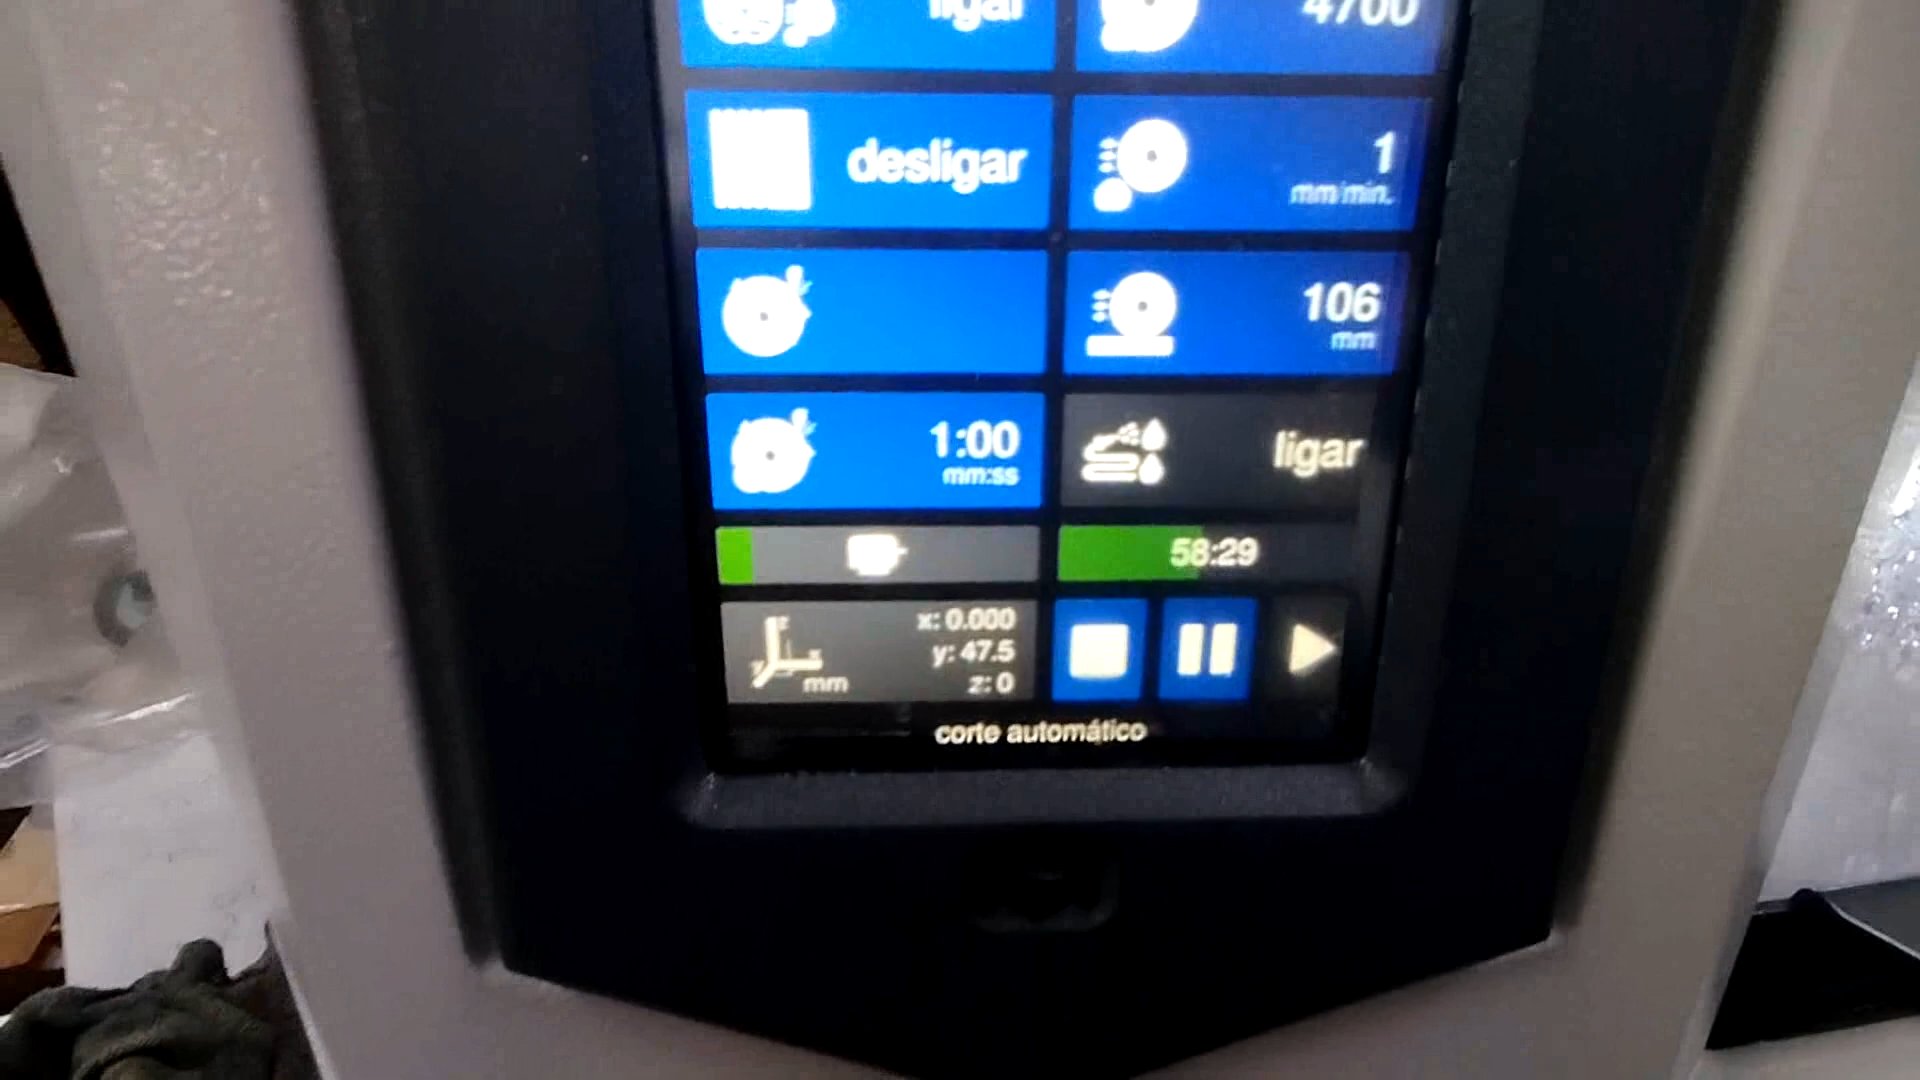 ligar
4700
desligar
1
mm/min.
106
mm
1:00
mm:ss
ligar
58:29
x: 0.000
y: 47.5
z: 0
mm
corte automático